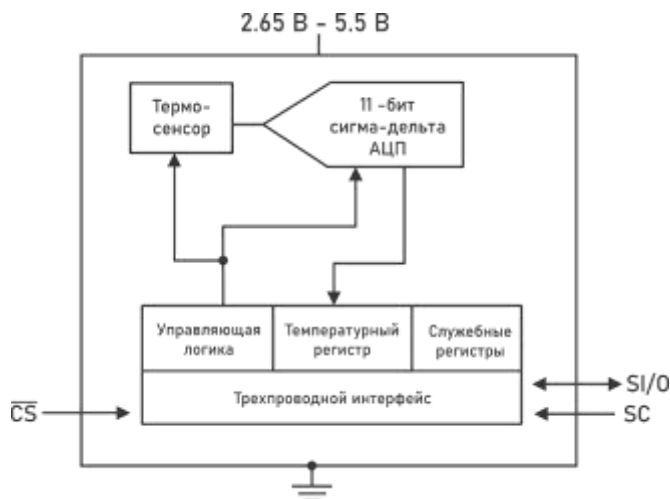 2.65 В - 5.5 В
Термо-
сенсор
11 -бит
сигма-дельта
АЦП
Управляющая
логика
Температурный
регистр
Служебные
регистры
Трехпроводной интерфейс
CS
SI/O
SC